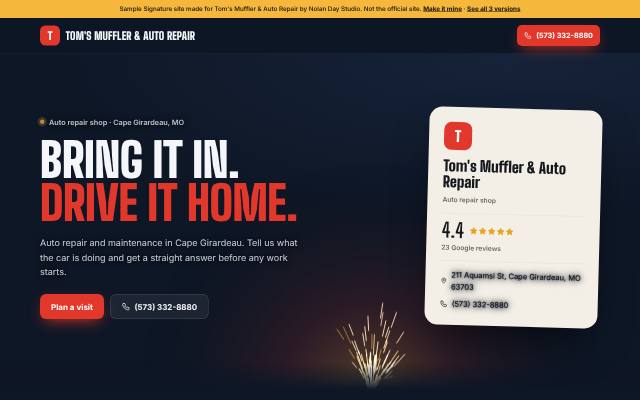 Sample Signature site made for Tom's Muffler & Auto Repair by Nolan Day Studio. Not the official site. Make it mine · See all 3 versions
T TOM'S MUFFLER & AUTO REPAIR
(573) 332-8880
Auto repair shop · Cape Girardeau, MO
BRING IT IN.
DRIVE IT HOME.
Auto repair and maintenance in Cape Girardeau. Tell us what
the car is doing and get a straight answer before any work
starts.
Plan a visit
(573) 332-8880
T
Tom's Muffler & Auto
Repair
Auto repair shop
4.4
23 Google reviews
211 Aquamsi St, Cape Girardeau, MO
63703
(573) 332-8880